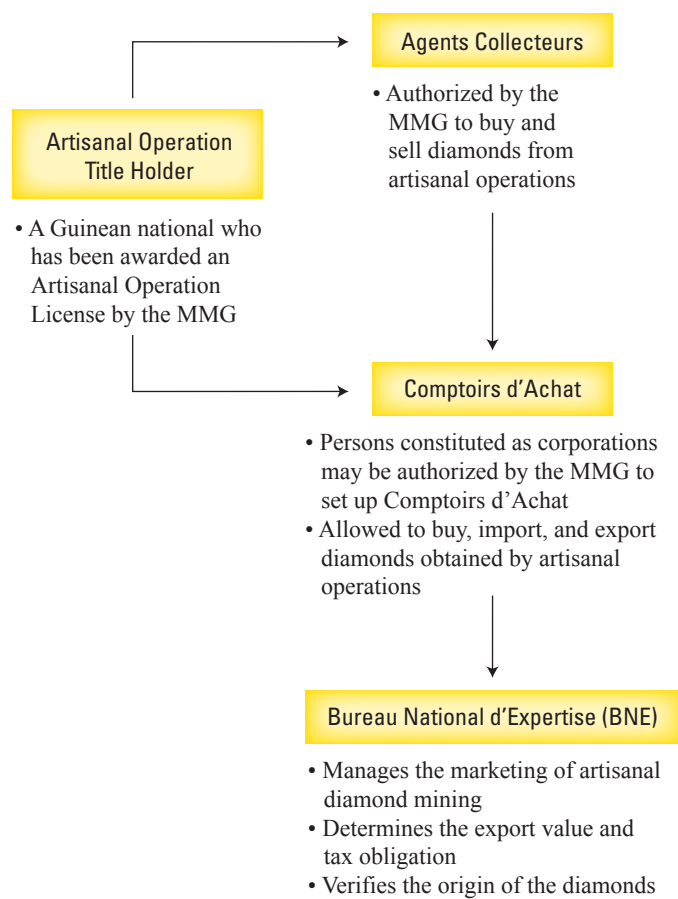 Agents Collecteurs
• Authorized by the
MMG to buy and
sell diamonds from
artisanal operations
Artisanal Operation
Title Holder
• A Guinean national who
has been awarded an
Artisanal Operation
License by the MMG
Comptoirs d’Achat
• Persons constituted as corporations
may be authorized by the MMG to
set up Comptoirs d’Achat
• Allowed to buy, import, and export
diamonds obtained by artisanal
operations
Bureau National d’Expertise (BNE)
• Manages the marketing of artisanal
diamond mining
• Determines the export value and
tax obligation
• Verifies the origin of the diamonds